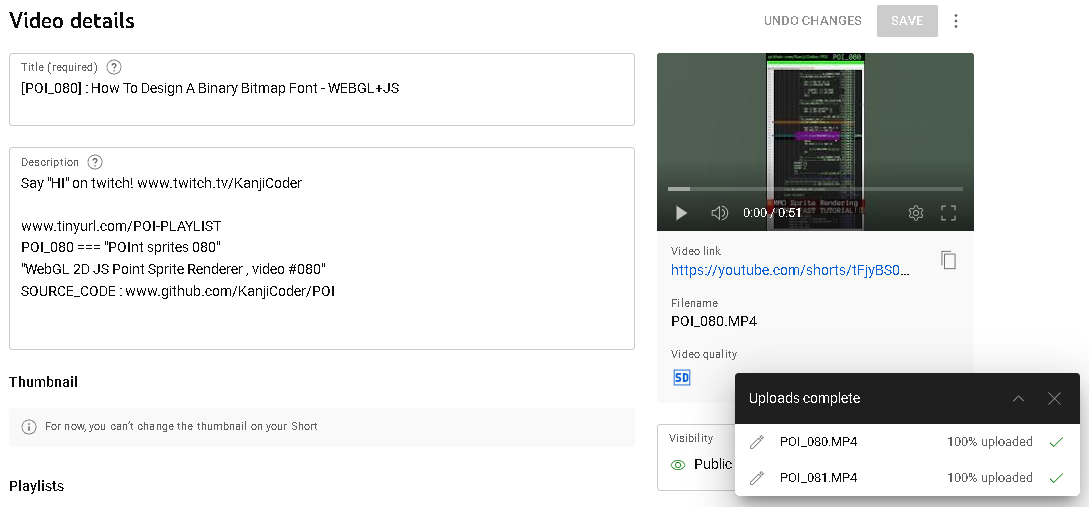 Video details
UNDO CHANGES
SAVE
Title (required)
[POI_080] : How To Design A Binary Bitmap Font - WEBGL+JS
Description
Say "HI" on twitch! www.twitch.tv/KanjiCoder
www.tinyurl.com/POI-PLAYLIST
POI_080 === "POInt sprites 080"
"WebGL 2D JS Point Sprite Renderer , video #080"
SOURCE_CODE : www.github.com/KanjiCoder/POI
Thumbnail
For now, you can't change the thumbnail on your Short
Playlists
POI_080
MMO Sprite Rendering
FAST TUTORIAL!!
0:00 / 0:51
Video link
https://youtube.com/shorts/tFjyBS0...
Filename
POI_080.MP4
Video quality
SD
Visibility
Public
Uploads complete
POI_080.MP4 100% uploaded
POI_081.MP4 100% uploaded